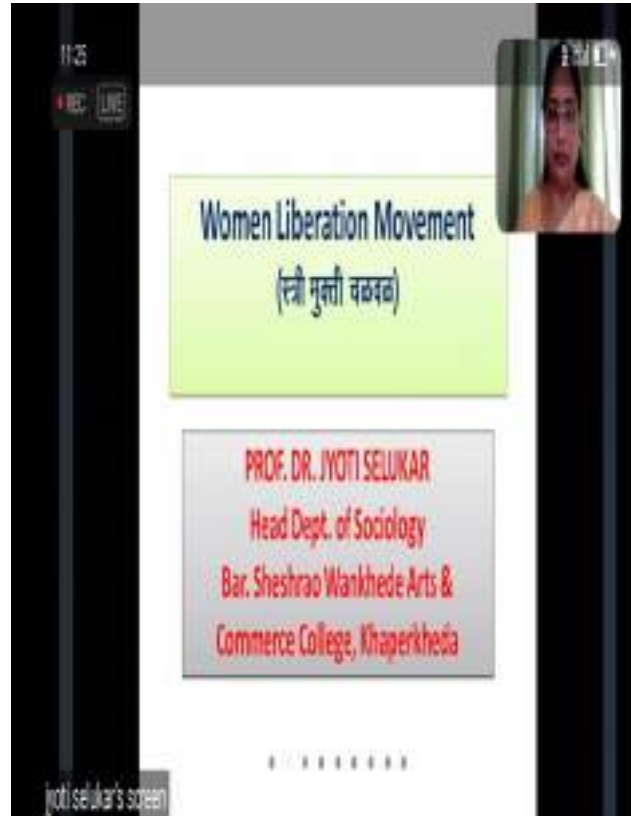 11:25
REC LIVE
Women Liberation Movement
(स्त्री मुक्ती चळवळ)
PROF. DR. JYOTI SELUKAR
Head Dept. of Sociology
Bar. Sheshrao Wankhede Arts &
Commerce College, Khaperkheda
jyoti selukar's screen